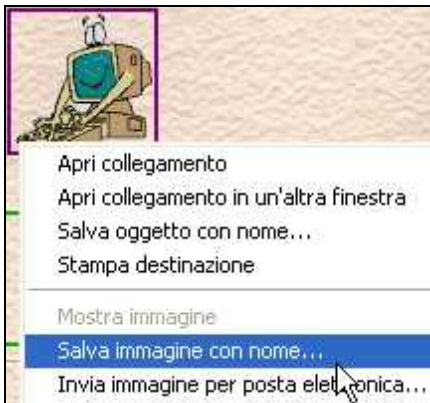 Apri collegamento
Apri collegamento in un'altra finestra
Salva oggetto con nome...
Stampa destinazione
Mostra immagine
Salva immagine con nome...
Invia immagine per posta elettronica...